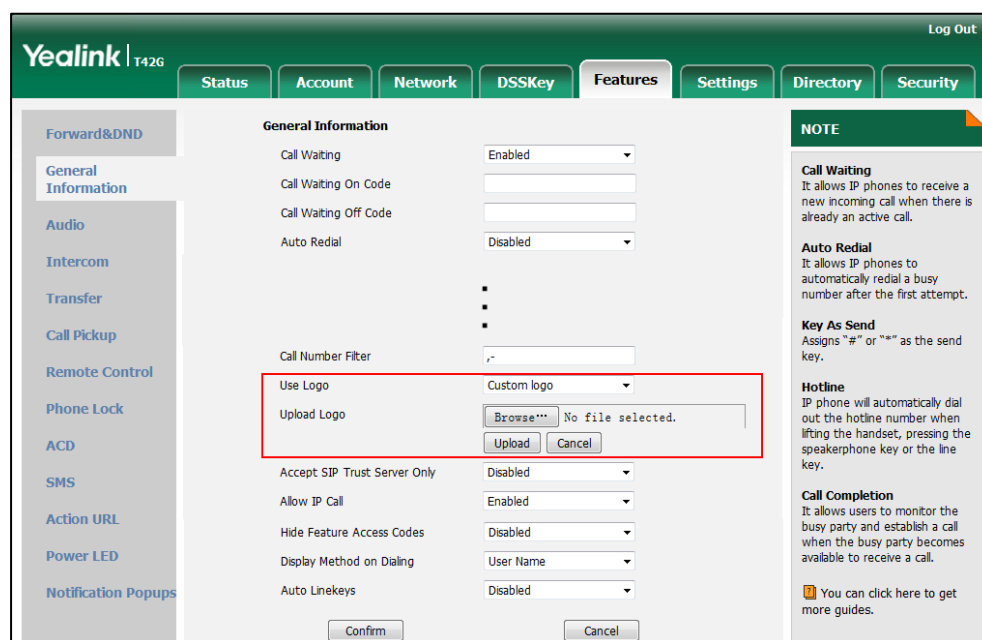 Log Out
Yealink T42G
Status Account Network DSSKey Features Settings Directory Security
Forward&DND
General
Information
Audio
Intercom
Transfer
Call Pickup
Remote Control
Phone Lock
ACD
SMS
Action URL
Power LED
Notification Popups
General Information
Call Waiting Enabled
Call Waiting On Code
Call Waiting Off Code
Auto Redial Disabled
Call Number Filter ,-
Use Logo Custom logo
Upload Logo Browse… No file selected.
Upload Cancel
Accept SIP Trust Server Only Disabled
Allow IP Call Enabled
Hide Feature Access Codes Disabled
Display Method on Dialing User Name
Auto Linekeys Disabled
Confirm Cancel
NOTE
Call Waiting
It allows IP phones to receive a
new incoming call when there is
already an active call.
Auto Redial
It allows IP phones to
automatically redial a busy
number after the first attempt.
Key As Send
Assigns "#" or "*" as the send
key.
Hotline
IP phone will automatically dial
out the hotline number when
lifting the handset, pressing the
speakerphone key or the line
key.
Call Completion
It allows users to monitor the
busy party and establish a call
when the busy party becomes
available to receive a call.
You can click here to get
more guides.